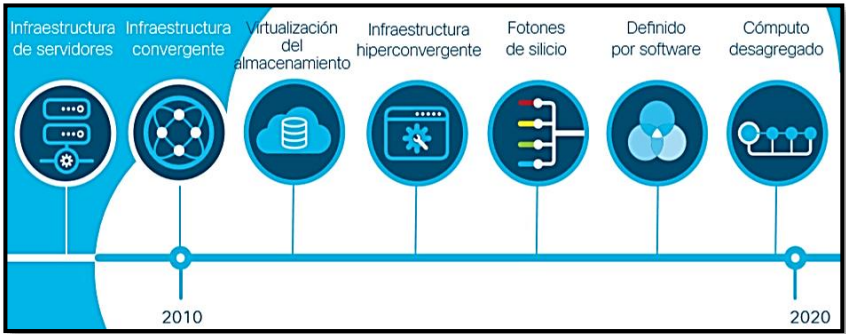 Infraestructura
de servidores
Infraestructura
convergente
Virtualización
del
almacenamiento
Infraestructura
hiperconvergente
Fotones
de silicio
Definido
por software
Cómputo
desagregado
2010
2020